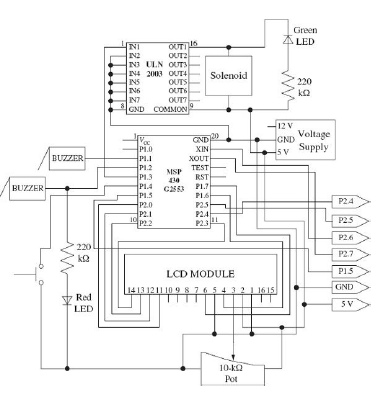 Green
LED
1 IN1 OUT1 16
IN2 OUT2
IN3 ULN OUT3
IN4 2003 OUT4
IN5 OUT5
IN6 OUT6
IN7 OUT7
8 GND COMMON 9
Solenoid
220
kΩ
12 V
GND
5 V
Voltage
Supply
1 VCC GND 20
P1.0 XIN
P1.1 XOUT
P1.2 TEST
P1.3 MSP RST
P1.4 430 P1.7
P1.5 G2553 P1.6
P2.0 P2.5
P2.1 P2.4
10 P2.2 P2.3 11
BUZZER
BUZZER
P2.4
P2.5
P2.6
P2.7
P1.5
GND
5 V
220
kΩ
Red
LED
LCD MODULE
14 13 12 11 10 9 8 7 6 5 4 3 2 1 16 15
10-kΩ
Pot